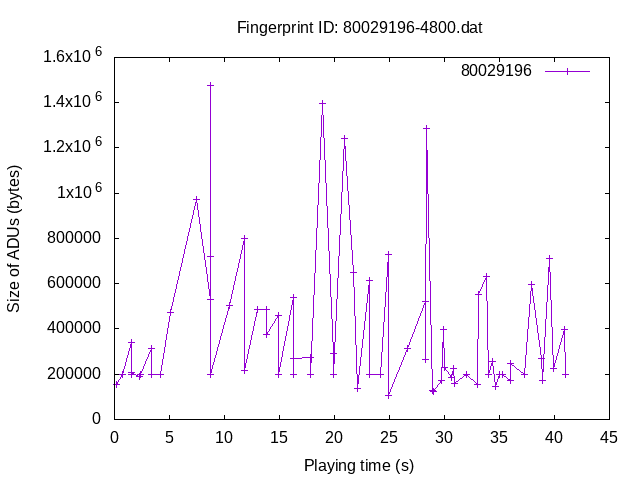 Fingerprint ID: 80029196-4800.dat
80029196
1.6x10^6
1.4x10^6
1.2x10^6
1x10^6
800000
600000
400000
200000
0
Size of ADUs (bytes)
0 5 10 15 20 25 30 35 40 45
Playing time (s)